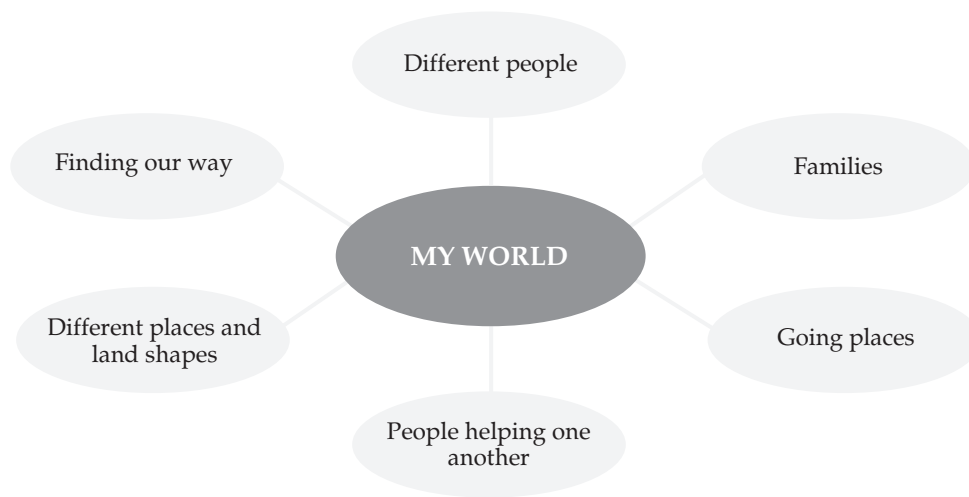 Different people
Finding our way
Families
MY WORLD
Different places and
land shapes
Going places
People helping one
another